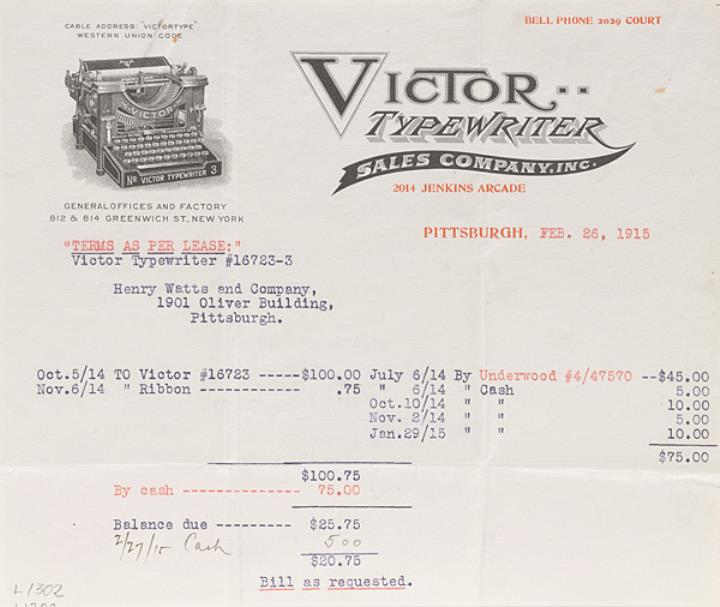 CABLE ADDRESS: "VICTORTYPE"
WESTERN UNION CODE
BELL PHONE 2029 COURT
VICTOR
TYPEWRITER
SALES COMPANY, INC.
2014 JENKINS ARCADE
VICTOR
No VICTOR TYPEWRITER 3
GENERAL OFFICES AND FACTORY
812 & 814 GREENWICH ST., NEW YORK
PITTSBURGH, FEB. 26, 1915
"TERMS AS PER LEASE:"
Victor Typewriter #16723-3
Henry Watts and Company,
1901 Oliver Building,
Pittsburgh.
Oct.5/14 TO Victor #16723 -----$100.00 July 6/14 By Underwood #4/47570 --$45.00
Nov.6/14 " Ribbon ------------ .75 " 6/14 " Cash 5.00
Oct.10/14 " " 10.00
Nov. 2/14 " " 5.00
Jan.29/15 " " 10.00
$75.00
$100.75
By cash -------------- 75.00
Balance due --------- $25.75
2/27/15 Cash 5 00
$20.75
Bill as requested.
L1302